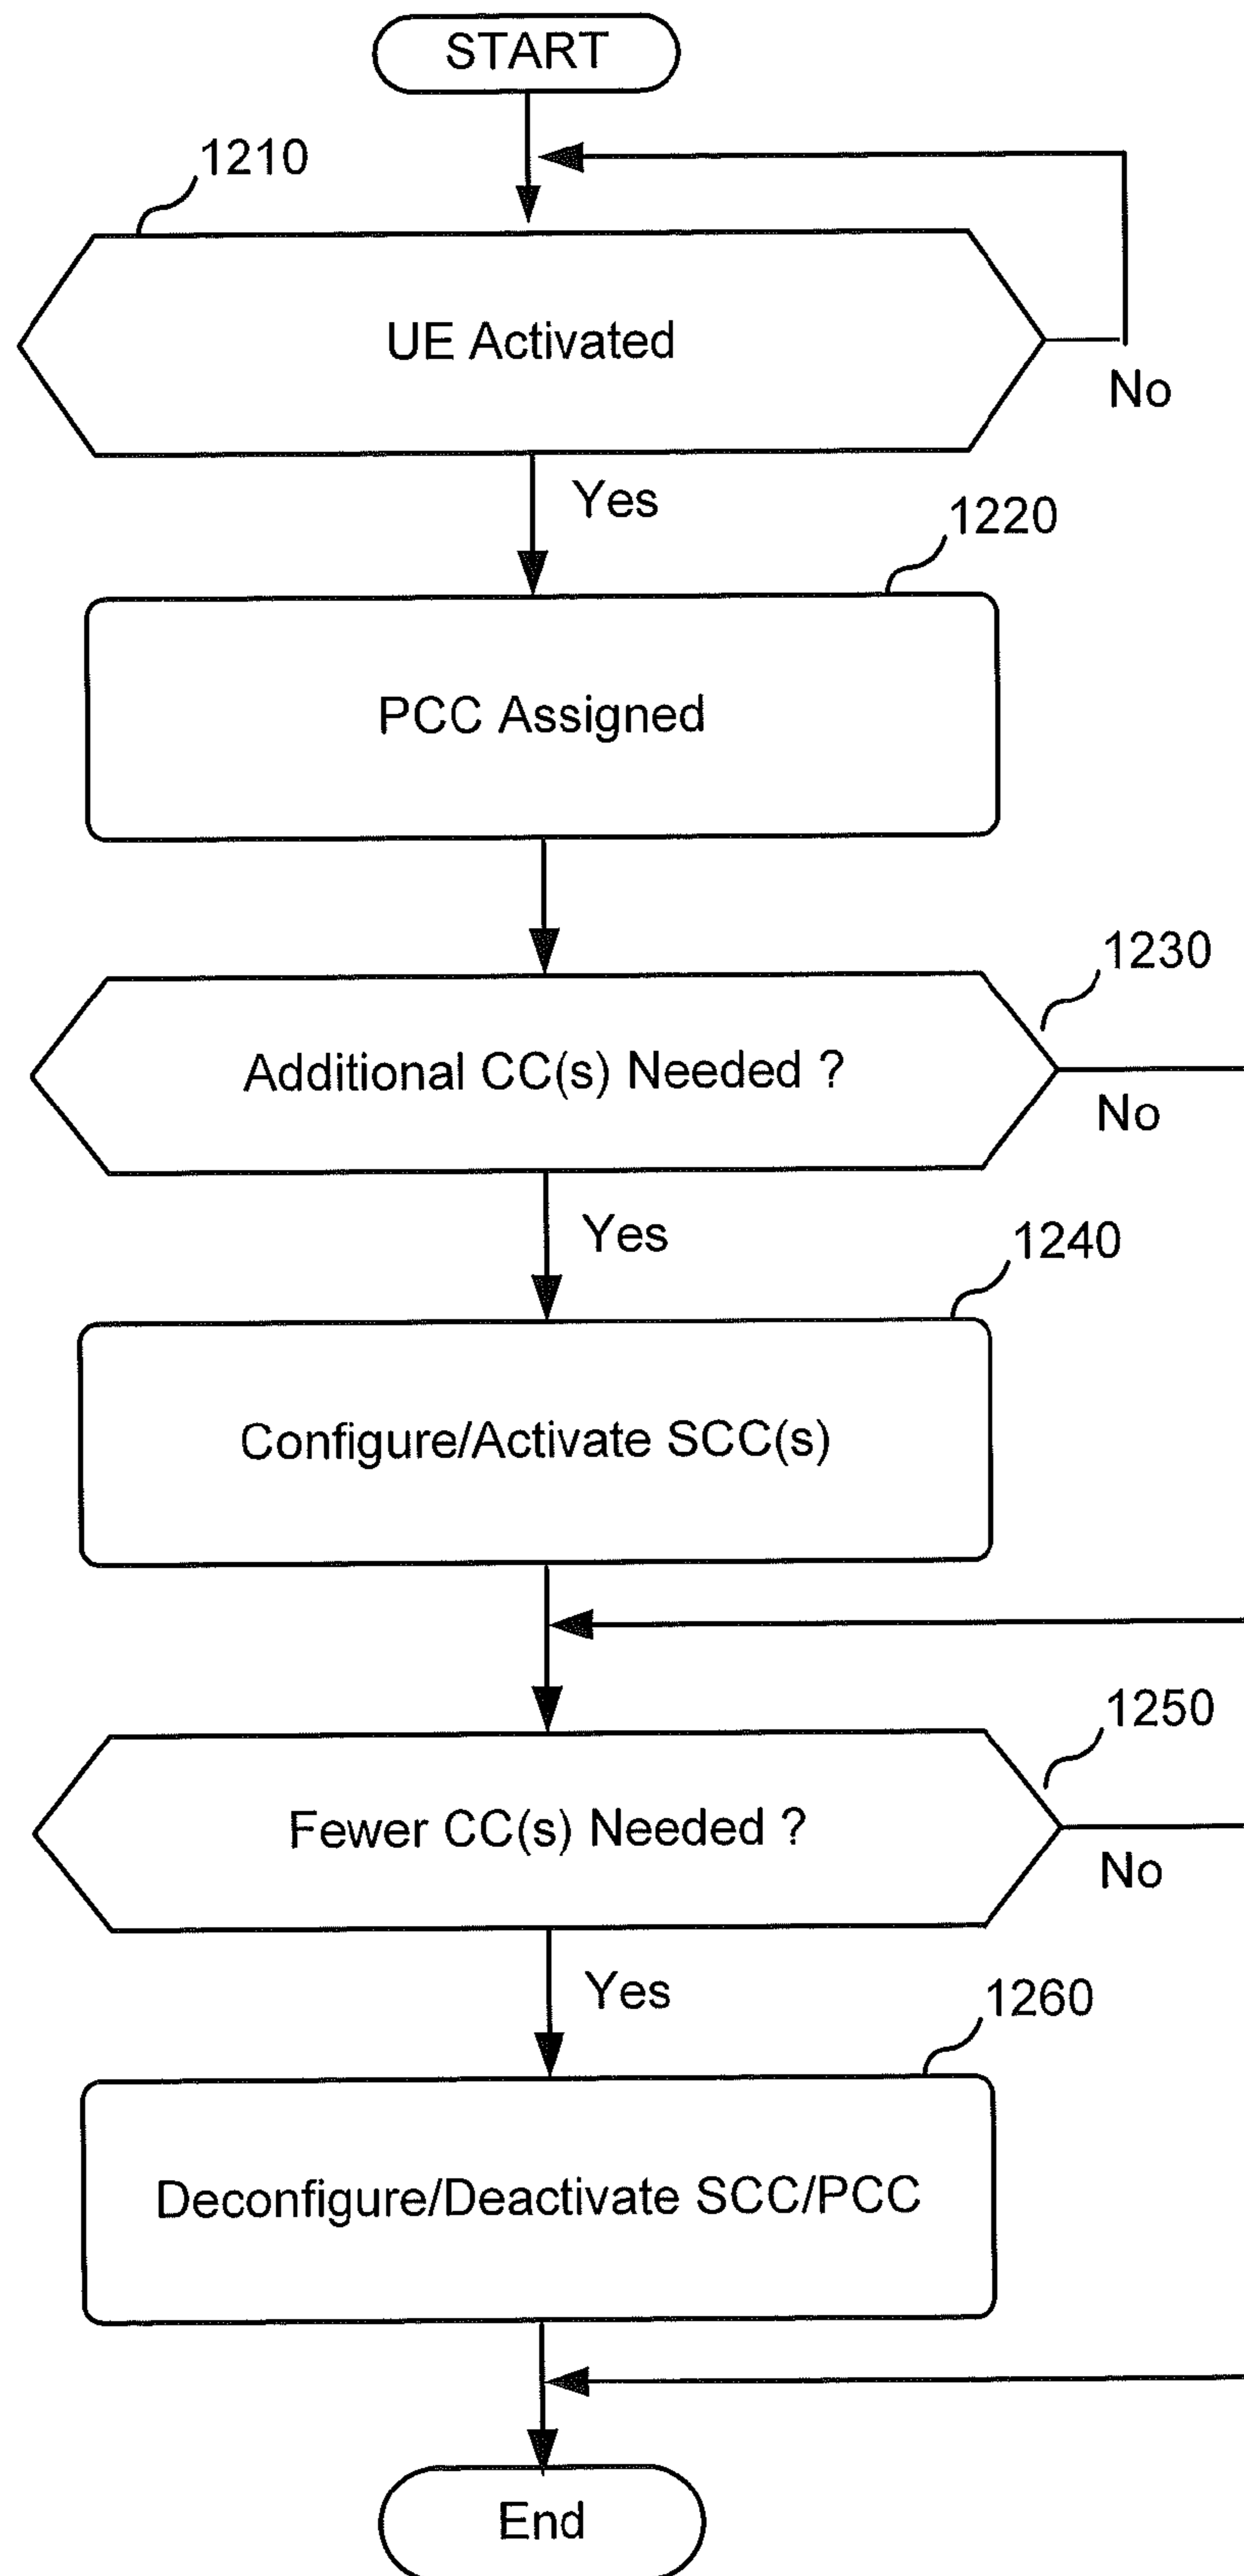 START
1210
UE Activated
No
Yes
1220
PCC Assigned
1230
Additional CC(s) Needed ?
No
Yes
1240
Configure/Activate SCC(s)
1250
Fewer CC(s) Needed ?
No
Yes
1260
Deconfigure/Deactivate SCC/PCC
End